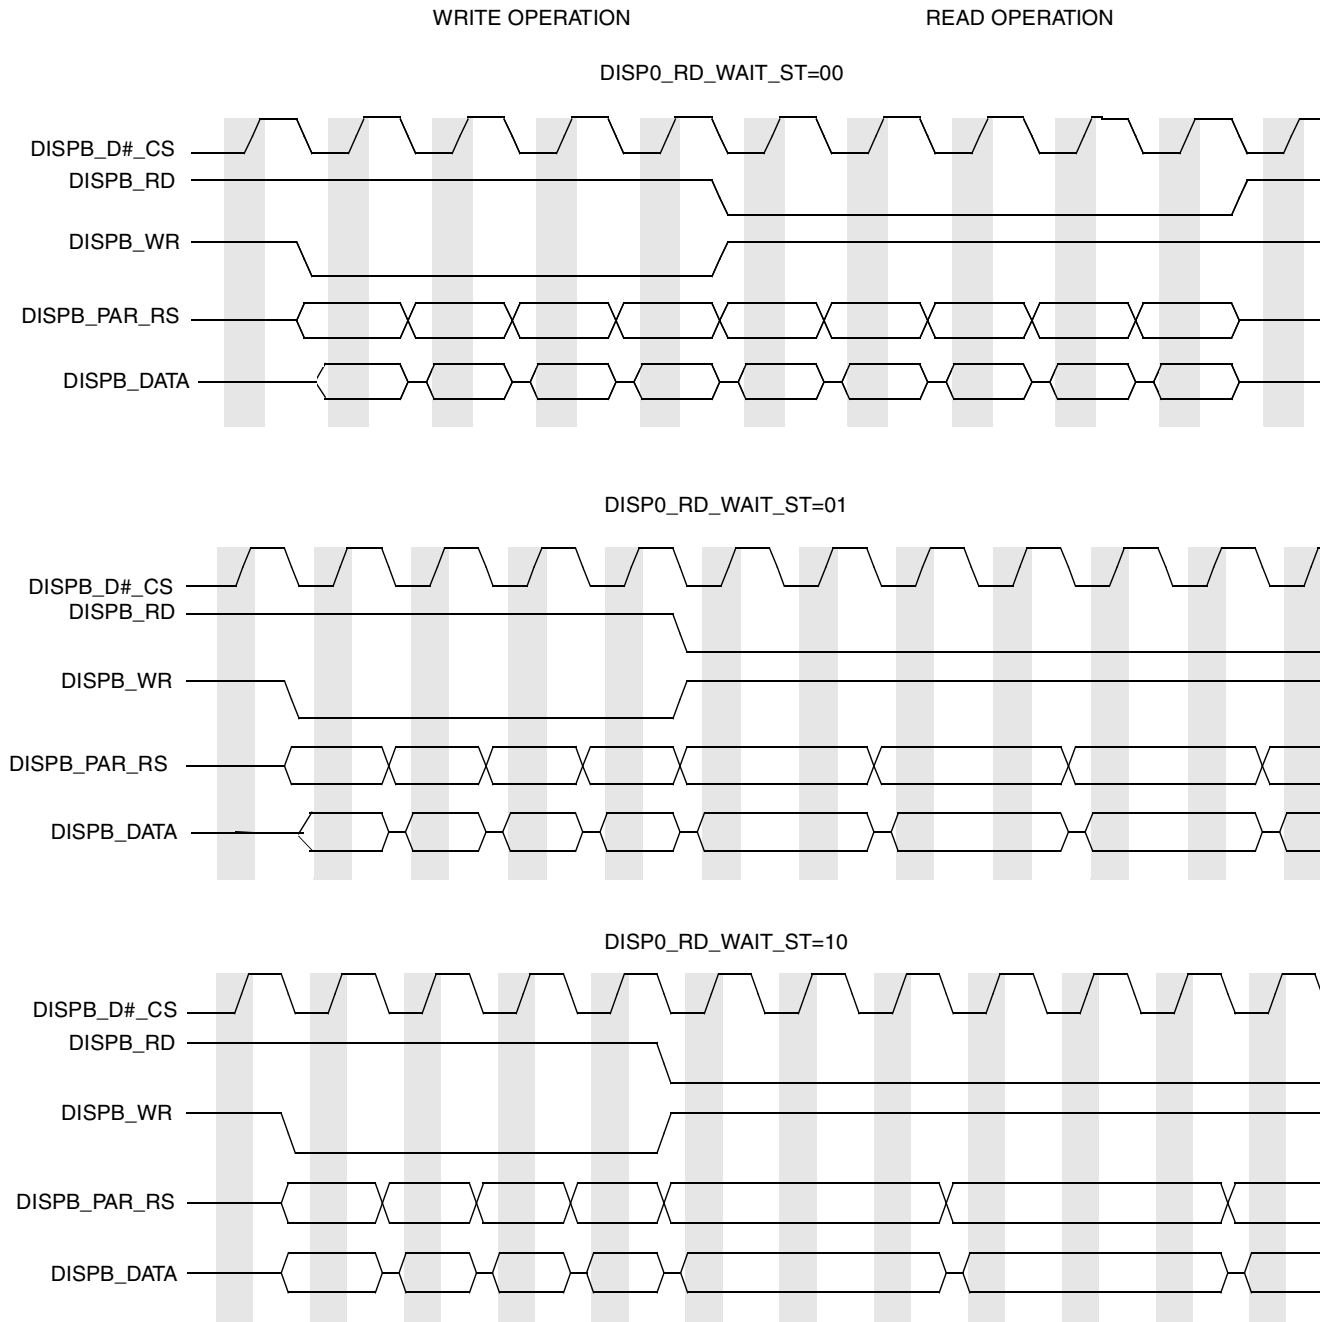 WRITE OPERATION READ OPERATION
DISP0_RD_WAIT_ST=00
DISPB_D#_CS
DISPB_RD
DISPB_WR
DISPB_PAR_RS
DISPB_DATA
DISP0_RD_WAIT_ST=01
DISPB_D#_CS
DISPB_RD
DISPB_WR
DISPB_PAR_RS
DISPB_DATA
DISP0_RD_WAIT_ST=10
DISPB_D#_CS
DISPB_RD
DISPB_WR
DISPB_PAR_RS
DISPB_DATA